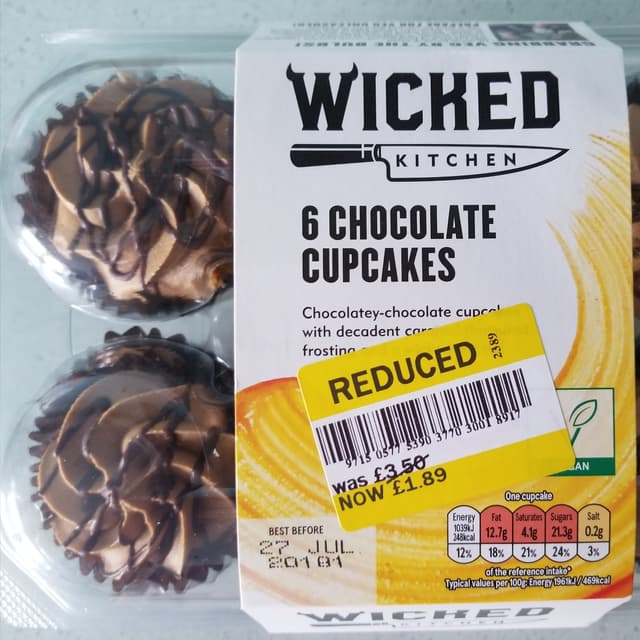 WICKED
KITCHEN
6 CHOCOLATE
CUPCAKES
Chocolatey-chocolate
with decadent
frosting
REDUCED
2389
9715 0577 5390 3770 3001 8917
was £3.50
NOW £1.89
BEST BEFORE
27 JUL
One cupcake
Energy Fat Saturates Sugars Salt
1039kJ 12.7g 4.1g 21.3g 0.2g
248kcal
12% 18% 21% 24% 3%
of the reference intake*
Typical values per 100g: Energy 1961kJ / 469kcal
WICKED
KITCHEN